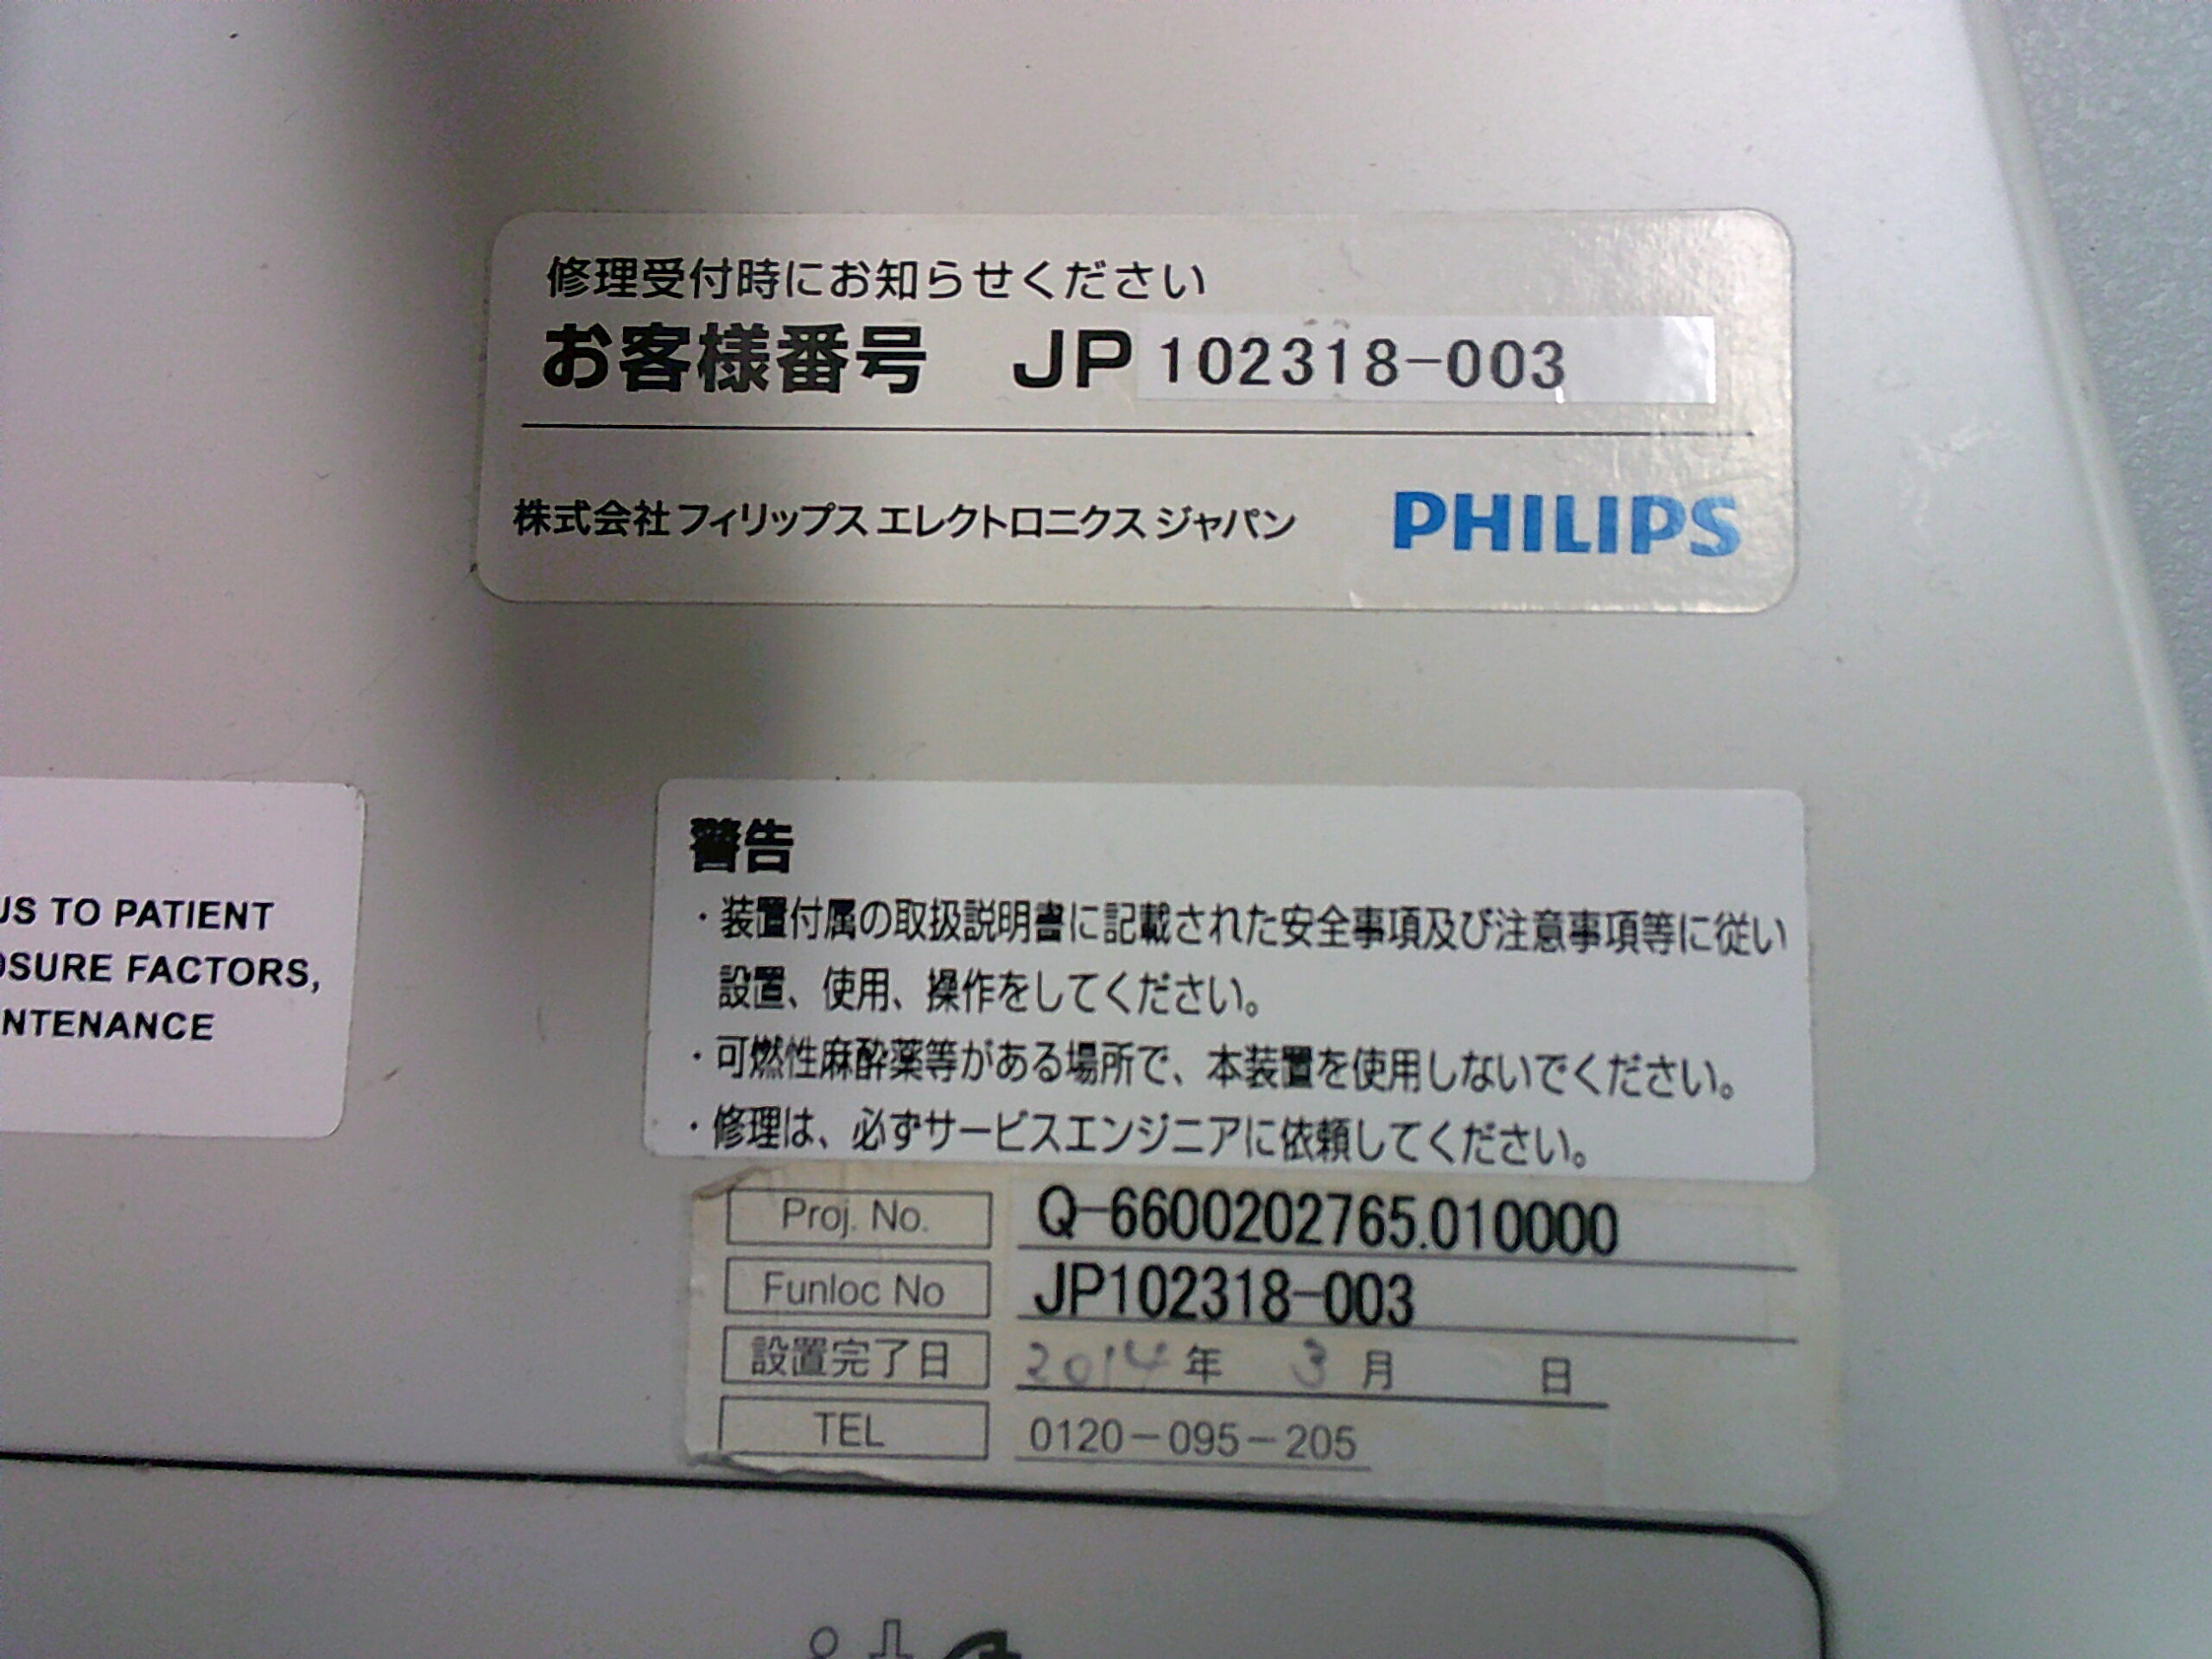 修理受付時にお知らせください
お客様番号 JP 102318-003
株式会社 フィリップス エレクトロニクス ジャパン PHILIPS
US TO PATIENT
OSURE FACTORS,
NTENANCE
警告
・装置付属の取扱説明書に記載された安全事項及び注意事項等に従い
設置、使用、操作をしてください。
・可燃性麻酔薬等がある場所で、本装置を使用しないでください。
・修理は、必ずサービスエンジニアに依頼してください。
Proj. No. Q-6600202765.010000
Funloc No JP102318-003
設置完了日 2014 年 3 月 日
TEL 0120-095-205